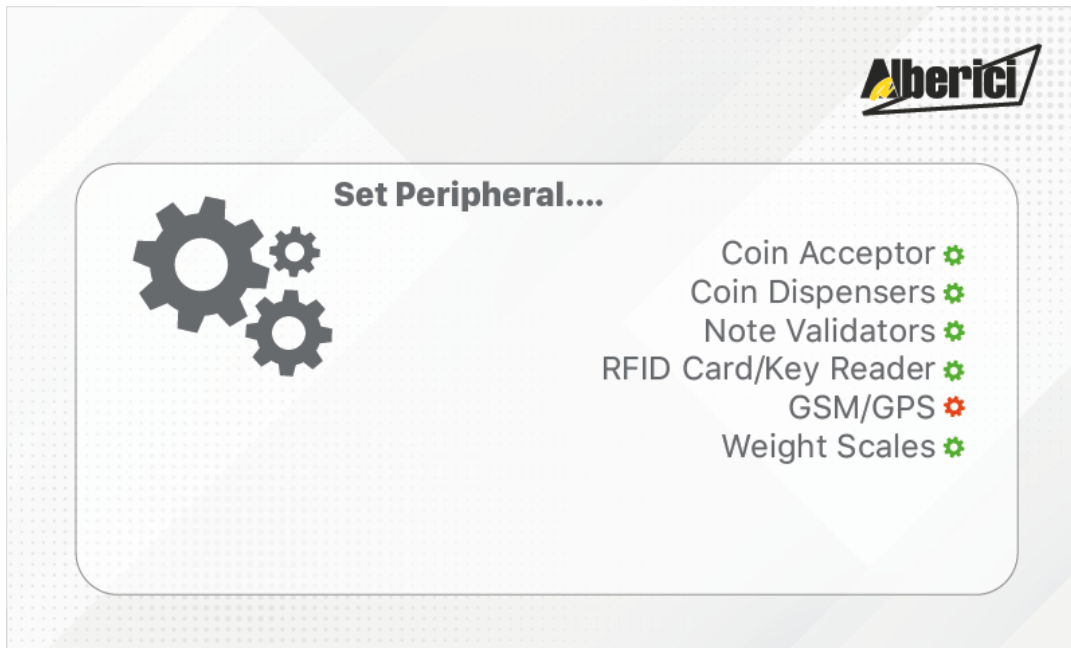 Alberici
Set Peripheral....
Coin Acceptor
Coin Dispensers
Note Validators
RFID Card/Key Reader
GSM/GPS
Weight Scales